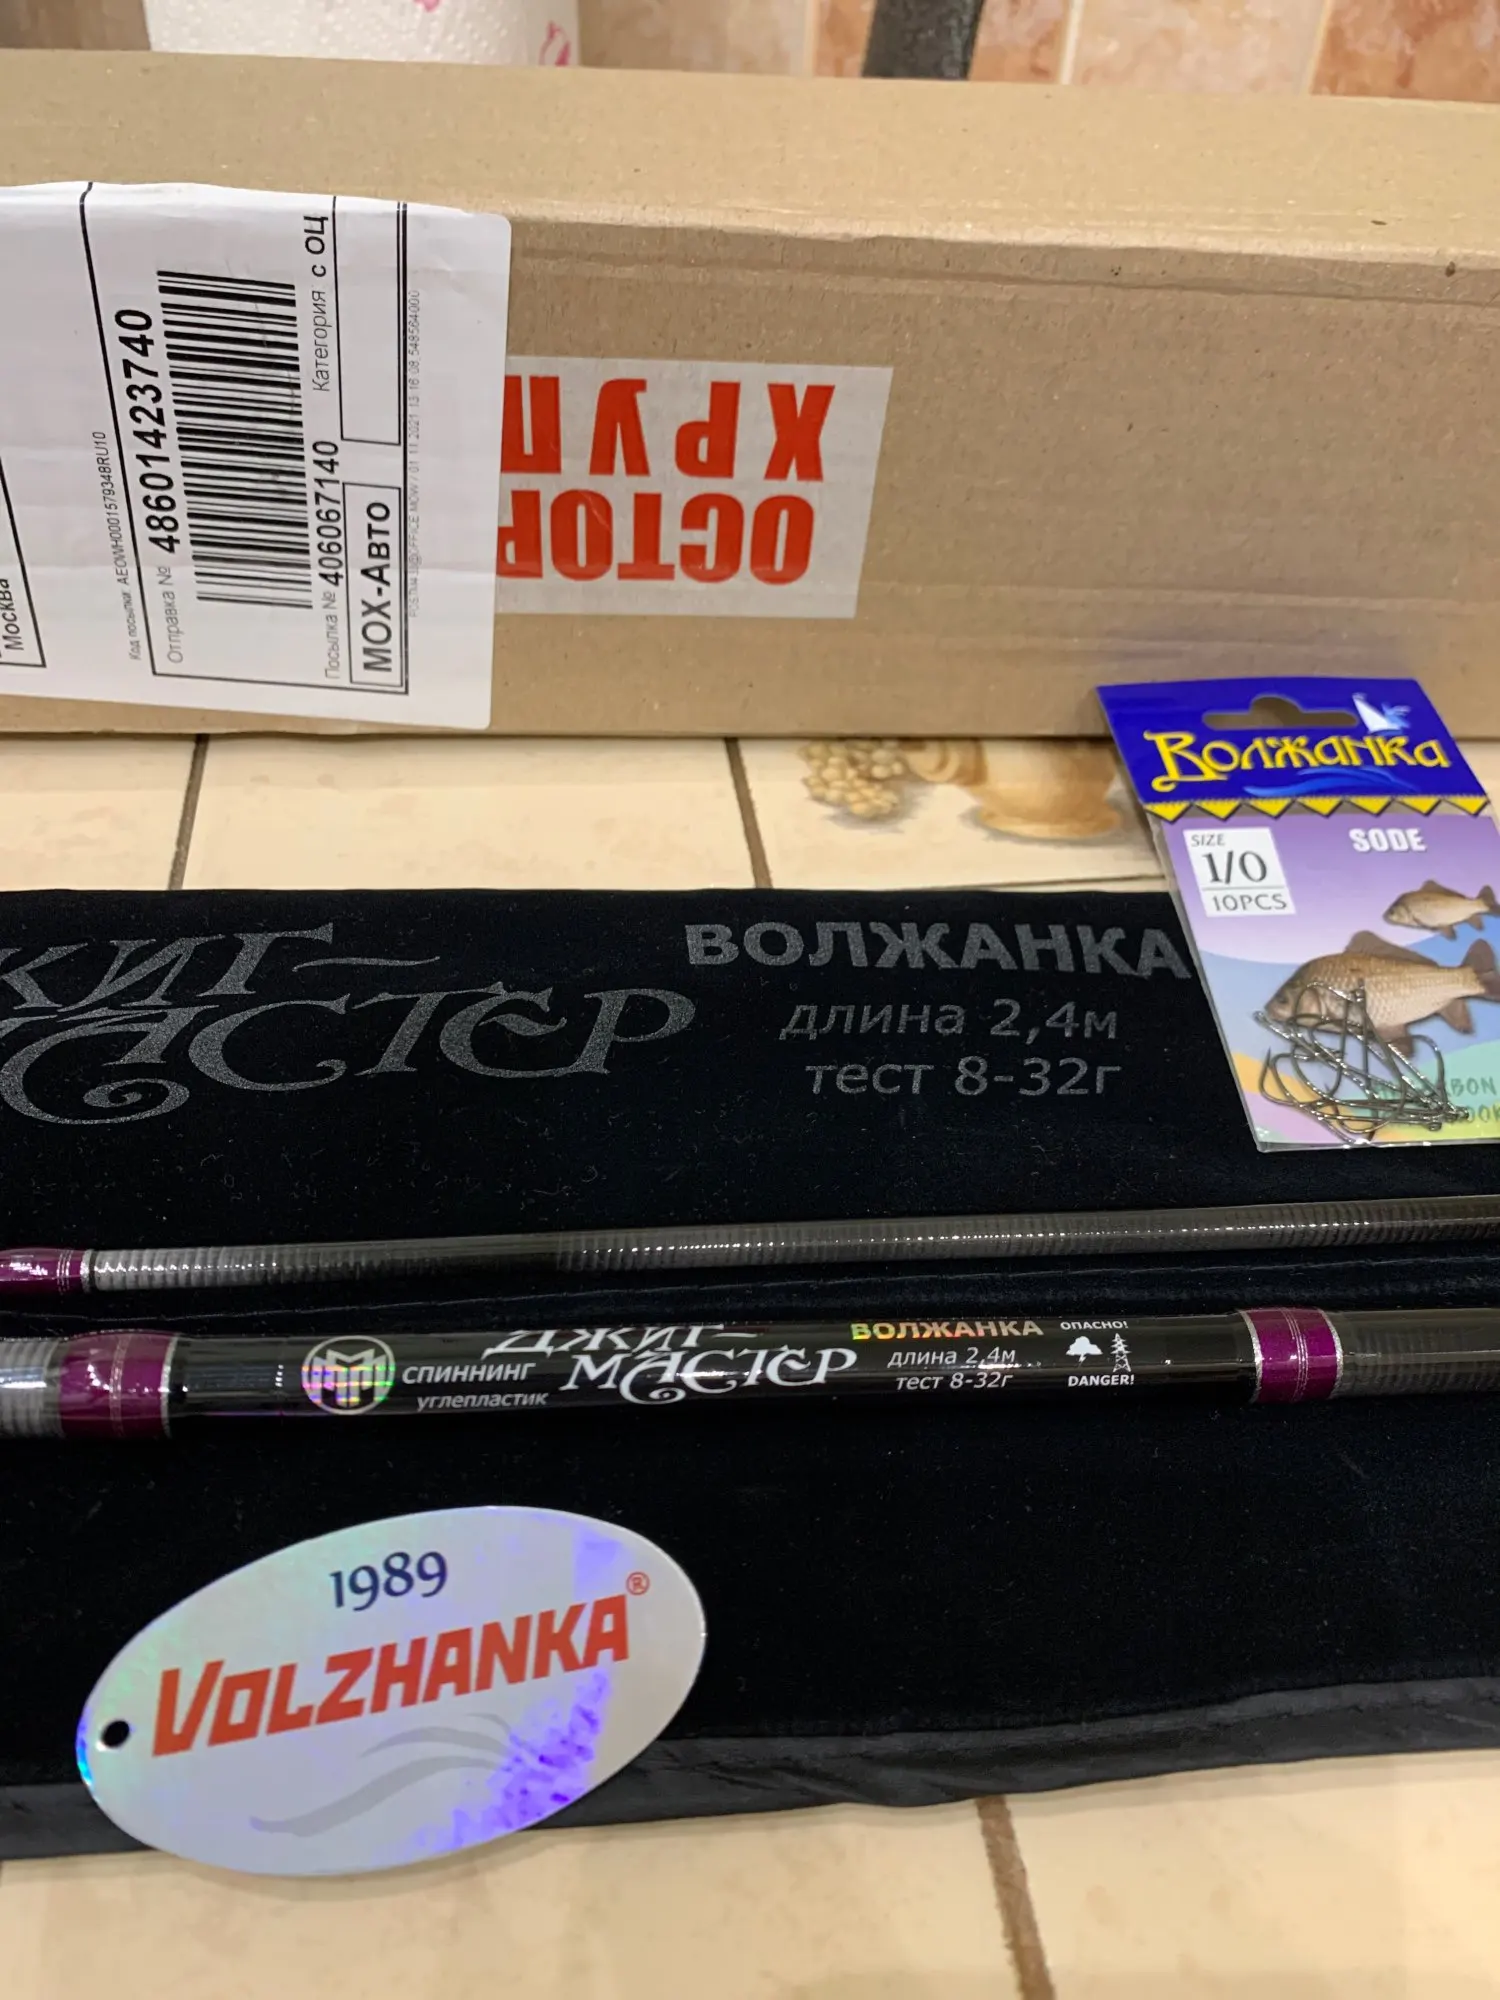 Москва
Код посылки: AEOWH0001579348RU10
Отправка № 48601423740
Посылка № 406067140
Категория: с ОЦ
МОХ-Авто
ОСТОР
ХРУП
Волжанка
SIZE
1/0
10PCS
SODE
ДЖИГ-
МАСТЕР
ВОЛЖАНКА
длина 2,4м
тест 8-32г
СПИННИНГ
углепластик
ДЖИГ-
МАСТЕР
ВОЛЖАНКА
длина 2,4м
тест 8-32г
ОПАСНО!
DANGER!
1989
VOLZHANKA®